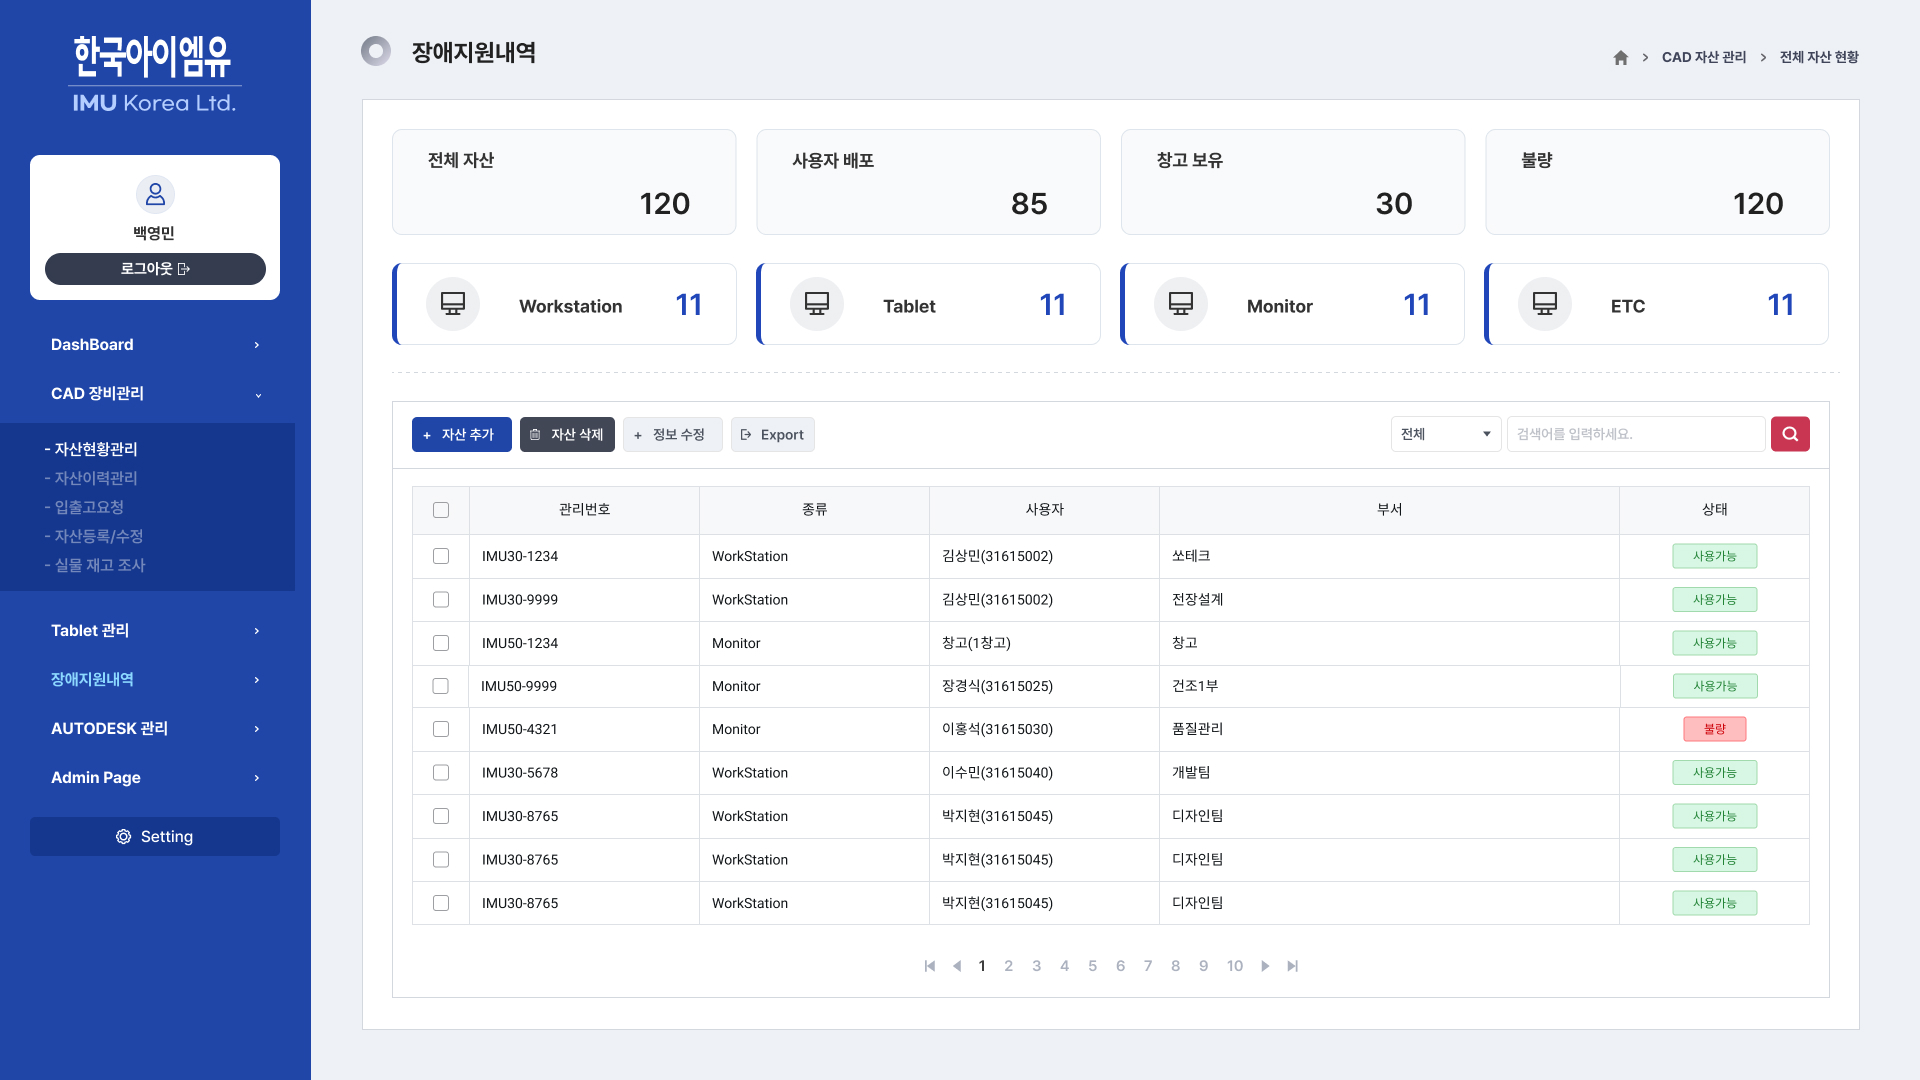 한국아이엠유
IMU Korea Ltd.
백영민
로그아웃
DashBoard
CAD 장비관리
- 자산현황관리
- 자산이력관리
- 입출고요청
- 자산등록/수정
- 실물 재고 조사
Tablet 관리
장애지원내역
AUTODESK 관리
Admin Page
Setting
장애지원내역
CAD 자산 관리 > 전체 자산 현황
전체 자산 120
사용자 배포 85
창고 보유 30
불량 120
Workstation 11
Tablet 11
Monitor 11
ETC 11
+ 자산 추가 자산 삭제 + 정보 수정 Export 전체 검색어를 입력하세요.
관리번호 종류 사용자 부서 상태
IMU30-1234 WorkStation 김상민(31615002) 쏘테크 사용가능
IMU30-9999 WorkStation 김상민(31615002) 전장설계 사용가능
IMU50-1234 Monitor 창고(1창고) 창고 사용가능
IMU50-9999 Monitor 장경식(31615025) 건조1부 사용가능
IMU50-4321 Monitor 이홍석(31615030) 품질관리 불량
IMU30-5678 WorkStation 이수민(31615040) 개발팀 사용가능
IMU30-8765 WorkStation 박지현(31615045) 디자인팀 사용가능
IMU30-8765 WorkStation 박지현(31615045) 디자인팀 사용가능
IMU30-8765 WorkStation 박지현(31615045) 디자인팀 사용가능
1 2 3 4 5 6 7 8 9 10